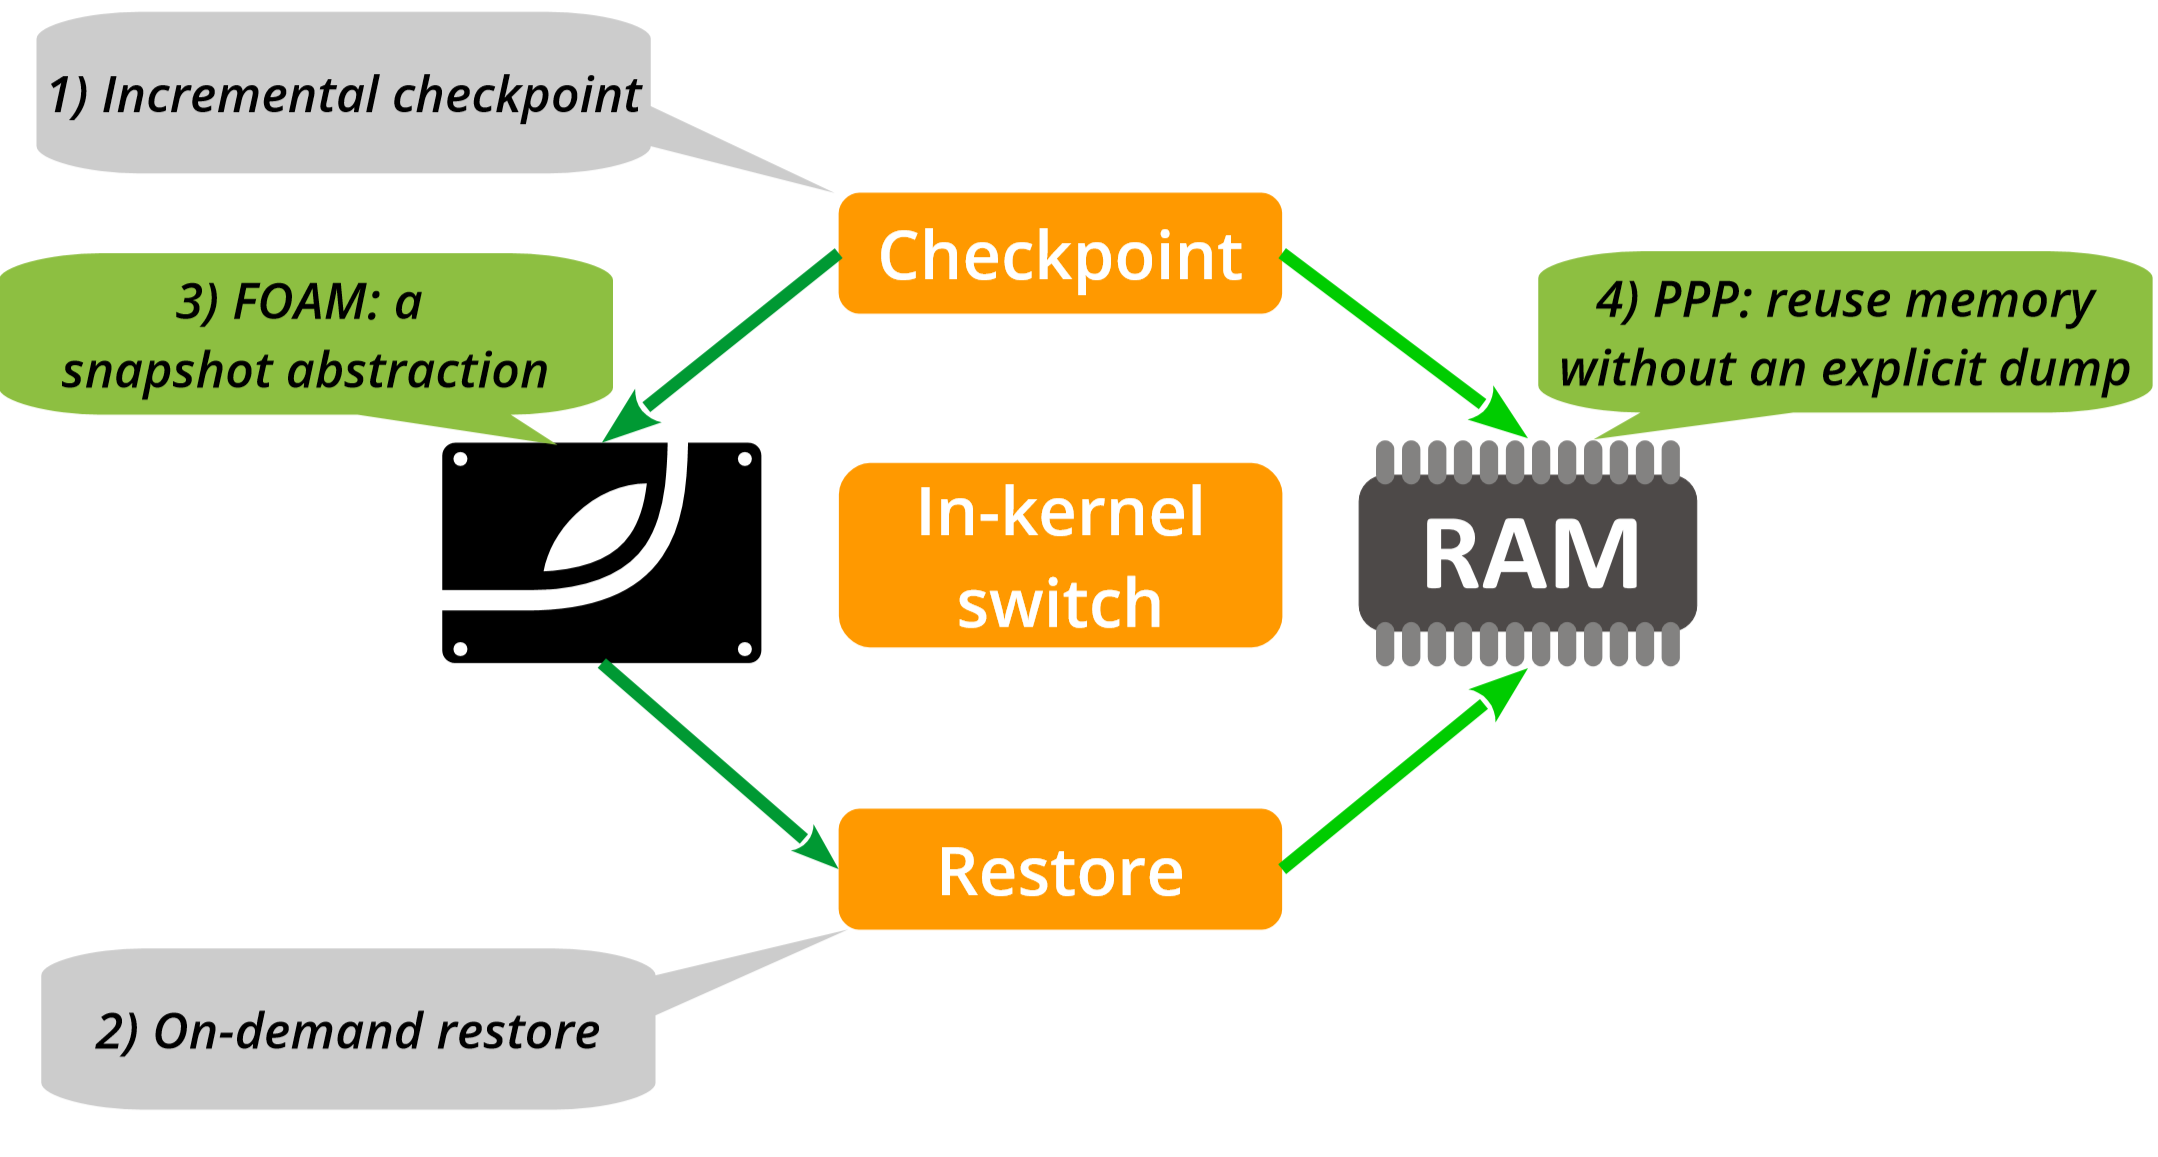 1) Incremental checkpoint
Checkpoint
3) FOAM: a
snapshot abstraction
4) PPP: reuse memory
without an explicit dump
In-kernel
switch
RAM
Restore
2) On-demand restore